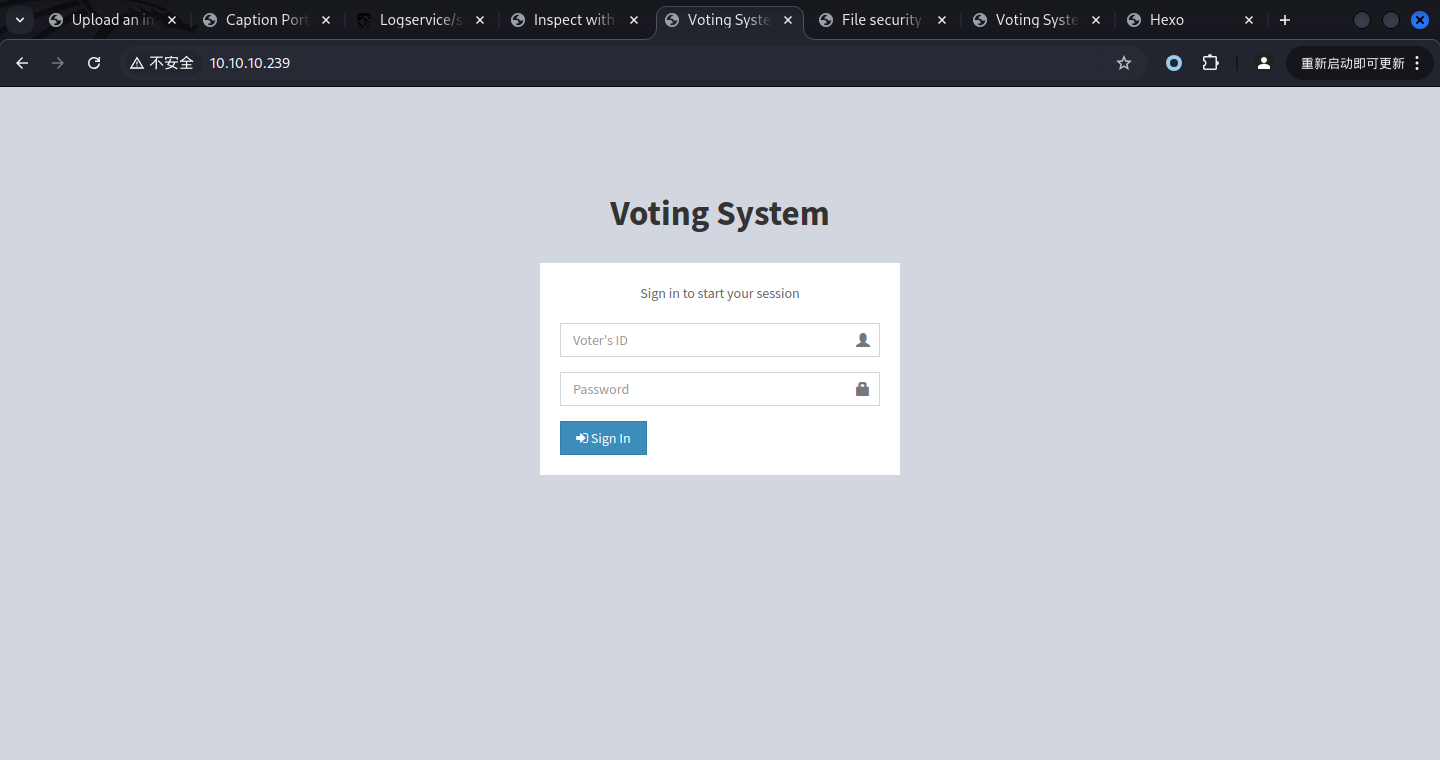 Upload an in
Caption Port
Logservice/s
Inspect with
Voting Syste
File security
Voting Syste
Hexo
不安全 10.10.10.239 重新启动即可更新
Voting System
Sign in to start your session
Voter's ID
Password
Sign In